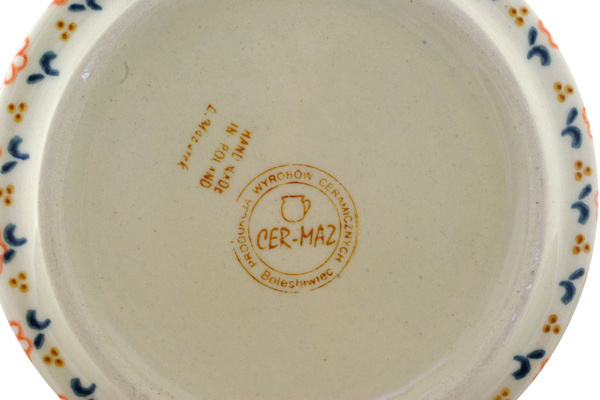 HAND MADE
IN POLAND
PRODUKCJA WYROBÓW CERAMICZNYCH
CER-MAZ
Bolesławiec